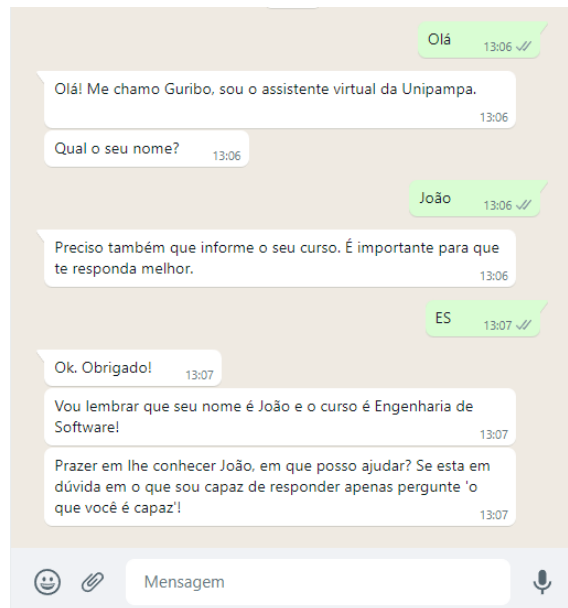 Olá 13:06
Olá! Me chamo Guribo, sou o assistente virtual da Unipampa.
13:06
Qual o seu nome? 13:06
João 13:06
Preciso também que informe o seu curso. É importante para que
te responda melhor. 13:06
ES 13:07
Ok. Obrigado! 13:07
Vou lembrar que seu nome é João e o curso é Engenharia de
Software! 13:07
Prazer em lhe conhecer João, em que posso ajudar? Se esta em
dúvida em o que sou capaz de responder apenas pergunte 'o
que você é capaz'! 13:07
Mensagem